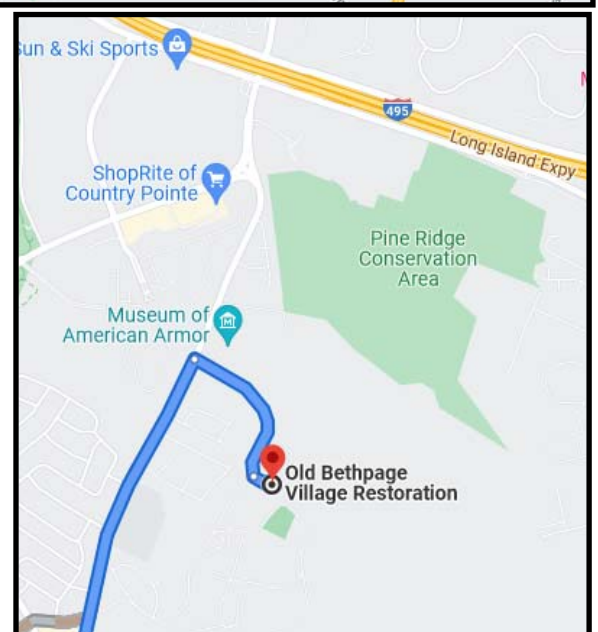 Sun & Ski Sports
495
Long Island Expy
ShopRite of
Country Pointe
Pine Ridge
Conservation
Area
Museum of
American Armor
M
Old Bethpage
Village Restoration